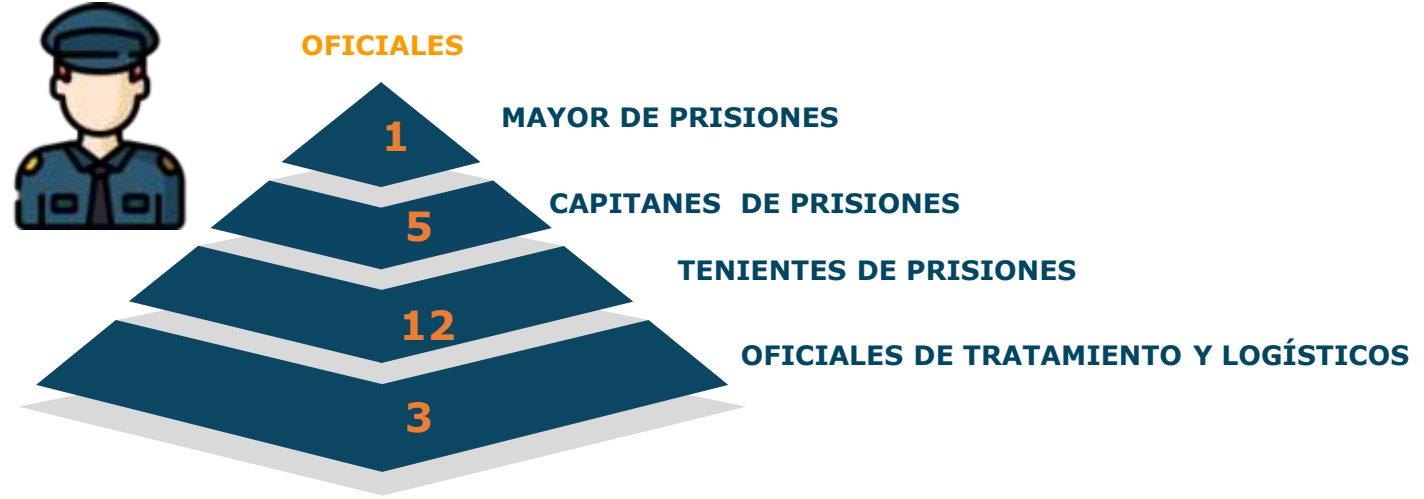 OFICIALES
1
MAYOR DE PRISIONES
5
CAPITANES DE PRISIONES
12
TENIENTES DE PRISIONES
3
OFICIALES DE TRATAMIENTO Y LOGÍSTICOS